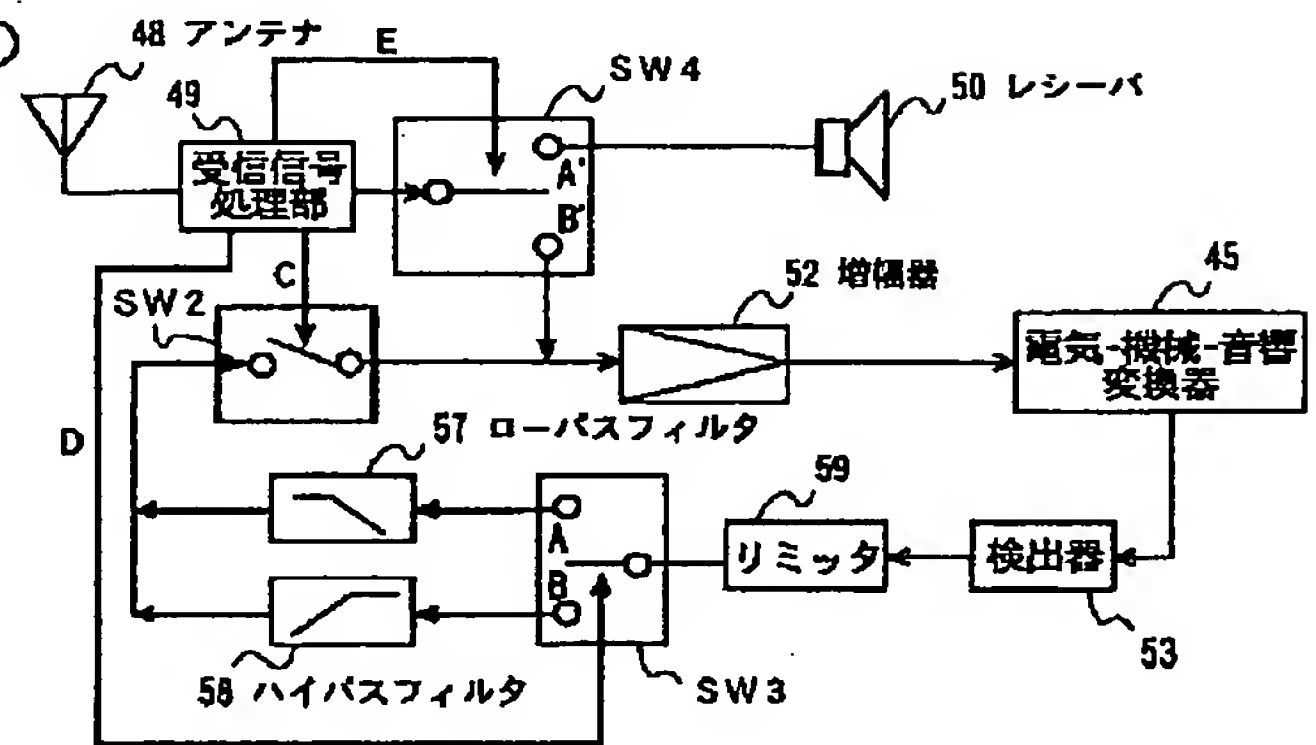 48 アンテナ
E
SW4
49
50 レシーバ
受信信号
処理部
A'
B'
C
SW2
52 増幅器
45
電気-機械-音響
変換器
D
57 ローパスフィルタ
59
A
B
リミッタ
検出器
53
58 ハイパスフィルタ
SW3